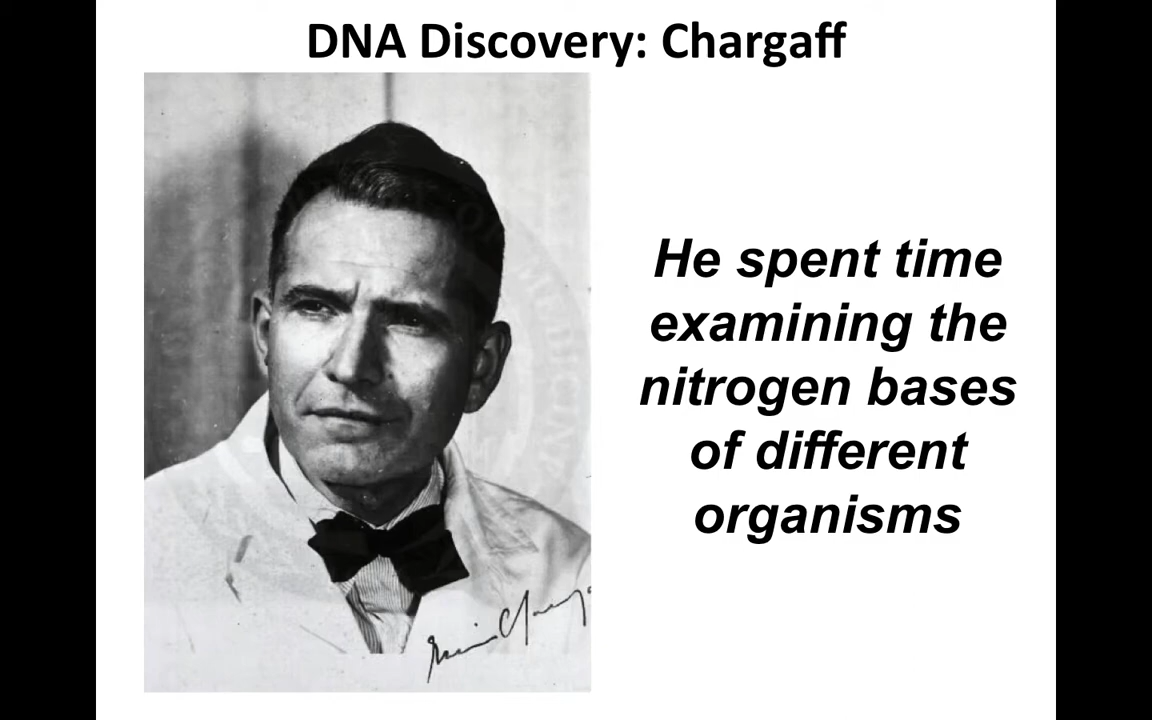 DNA Discovery: Chargaff
He spent time
examining the
nitrogen bases
of different
organisms